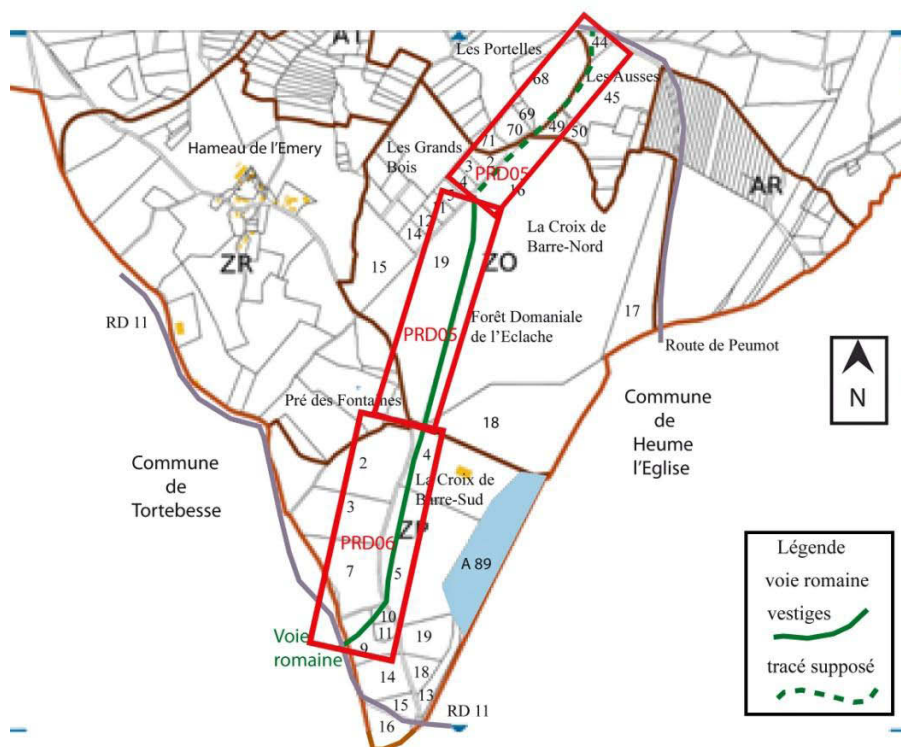 AT
Les Portelles
44
68
Les Ausses
45
69
70
49
50
71
Hameau de l'Emery
Les Grands
Bois
3
2
4
PRD05
16
5
11
12
14
AR
La Croix de
Barre-Nord
15
19
ZO
ZR
17
RD 11
PRD05
Forêt Domaniale
de l'Eclache
Route de Peumot
N
Pré des Fontaines
18
Commune
de
Heume
l'Eglise
Commune
de
Tortebesse
2
4
La Croix de
Barre-Sud
3
ZP
PRD06
7
5
A 89
10
11
Voie
romaine
9
19
14
18
13
15
RD 11
16
Légende
voie romaine
vestiges
tracé supposé